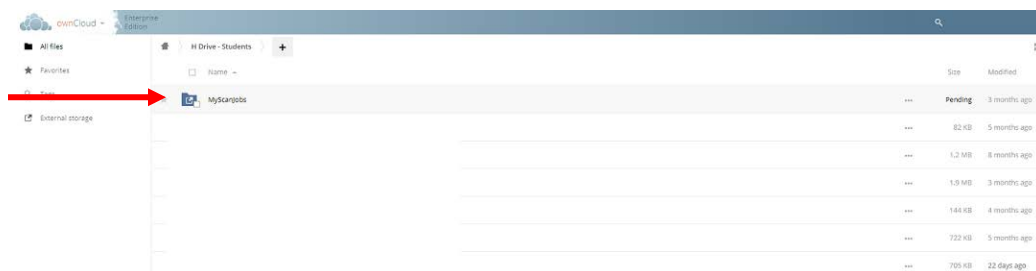 ownCloud
Enterprise
Edition
All files
Favorites
Tags
External storage
H Drive - Students
+
Name
Size
Modified
MyScanJobs
...
Pending
3 months ago
...
82 KB
5 months ago
...
1.2 MB
8 months ago
...
1.9 MB
3 months ago
...
144 KB
4 months ago
...
722 KB
5 months ago
...
705 KB
22 days ago